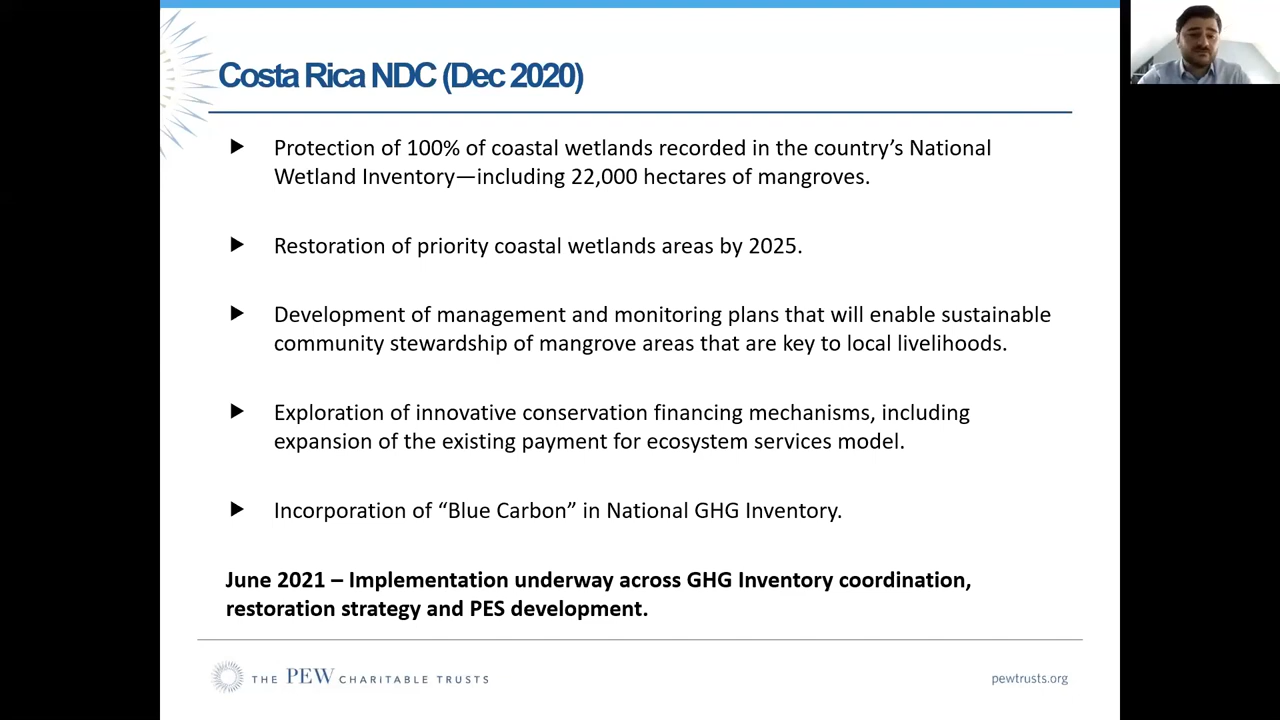 Costa Rica NDC (Dec 2020)
Protection of 100% of coastal wetlands recorded in the country’s National
Wetland Inventory—including 22,000 hectares of mangroves.
Restoration of priority coastal wetlands areas by 2025.
Development of management and monitoring plans that will enable sustainable
community stewardship of mangrove areas that are key to local livelihoods.
Exploration of innovative conservation financing mechanisms, including
expansion of the existing payment for ecosystem services model.
Incorporation of “Blue Carbon” in National GHG Inventory.
June 2021 – Implementation underway across GHG Inventory coordination,
restoration strategy and PES development.
THE PEW CHARITABLE TRUSTS
pewtrusts.org